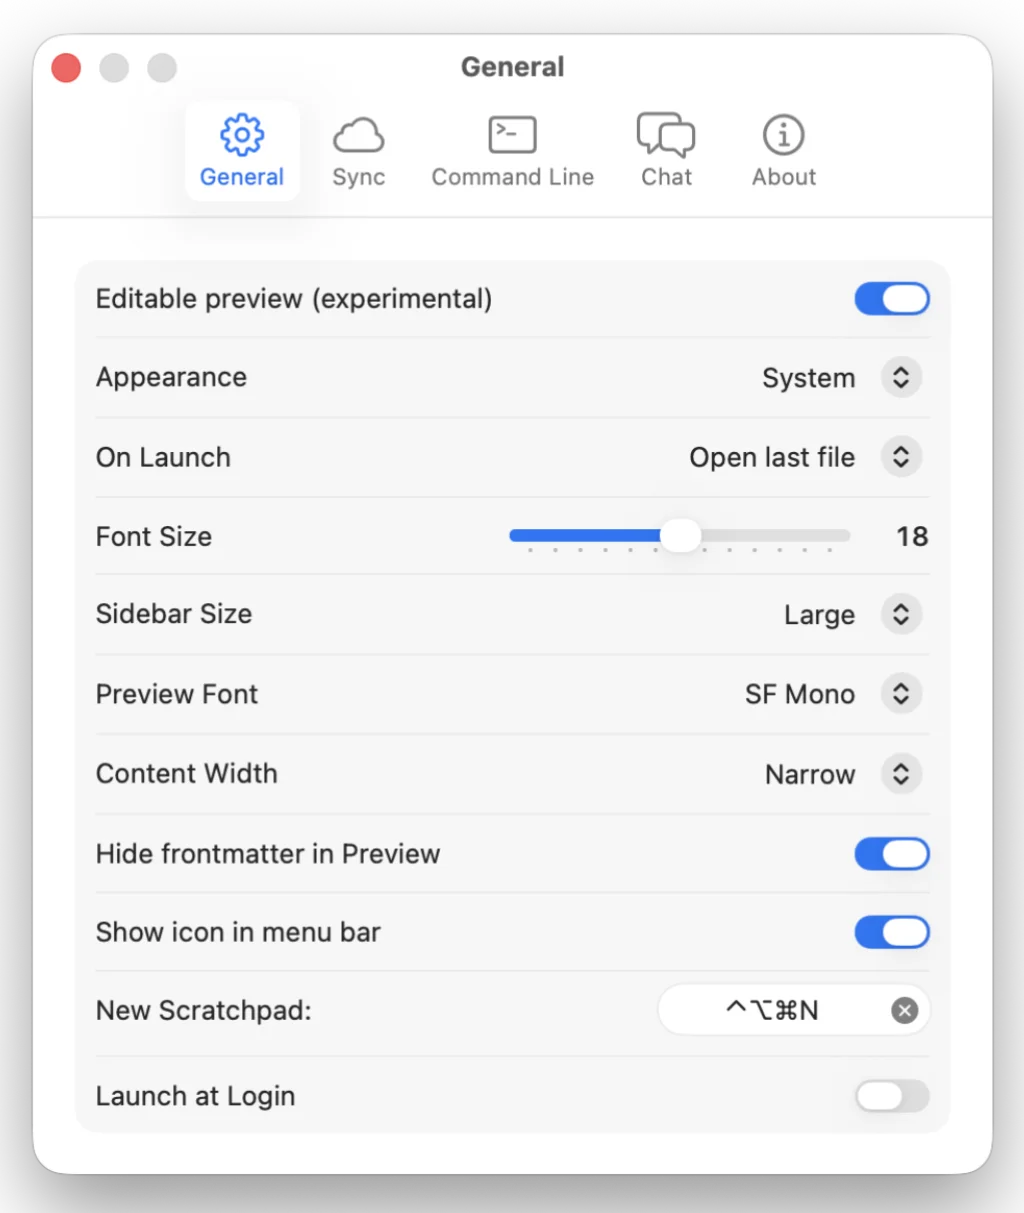 General
General Sync Command Line Chat About
Editable preview (experimental)
Appearance System
On Launch Open last file
Font Size 18
Sidebar Size Large
Preview Font SF Mono
Content Width Narrow
Hide frontmatter in Preview
Show icon in menu bar
New Scratchpad: ^⌥⌘N
Launch at Login